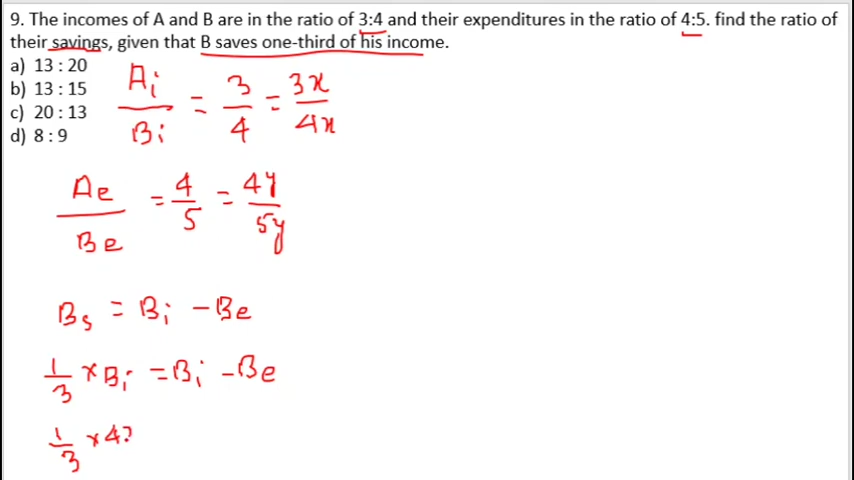 9. The incomes of A and B are in the ratio of 3:4 and their expenditures in the ratio of 4:5. find the ratio of
their savings, given that B saves one-third of his income.
a) 13 : 20
b) 13 : 15
c) 20 : 13
d) 8 : 9
Ai/Bi = 3/4 = 3x/4x
Ae/Be = 4/5 = 4y/5y
Bs = Bi - Be
1/3 × Bi = Bi - Be
1/3 × 4